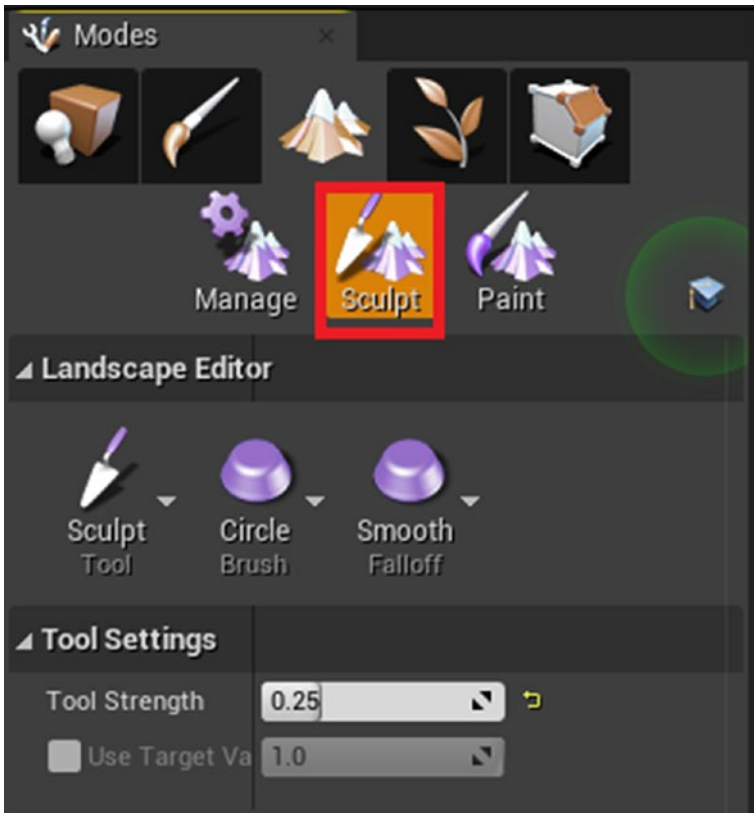 Modes
Manage Sculpt Paint
Landscape Editor
Sculpt Circle Smooth
Tool Brush Falloff
Tool Settings
Tool Strength 0.25
Use Target Va 1.0